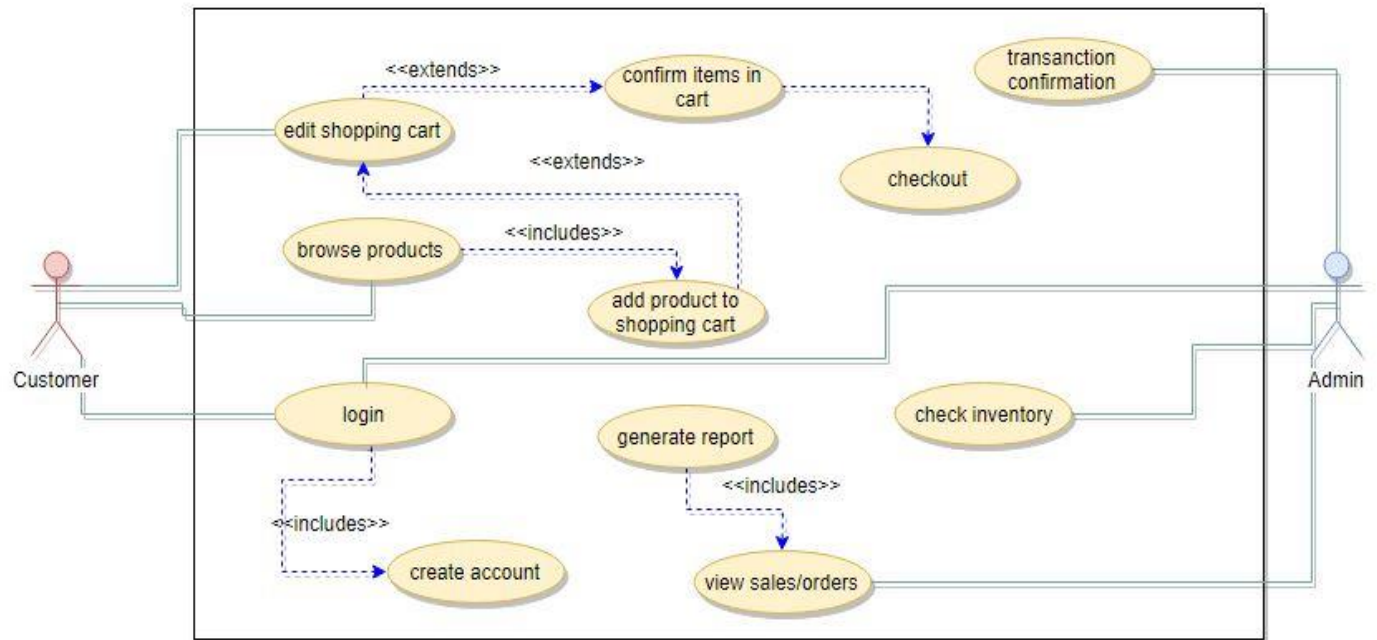 <<extends>>
confirm items in
cart
transanction
confirmation
edit shopping cart
<<extends>>
checkout
browse products
<<includes>>
add product to
shopping cart
Customer
Admin
login
check inventory
generate report
<<includes>>
<<includes>>
create account
view sales/orders